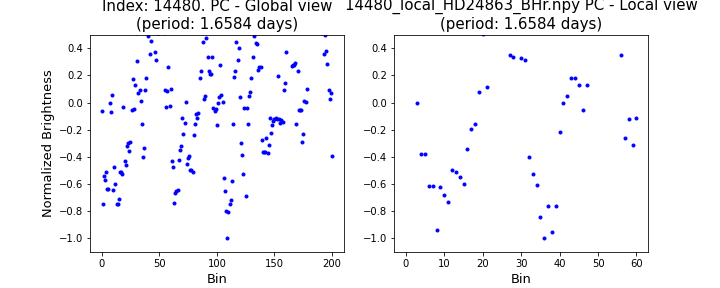 Index: 14480. PC - Global view
(period: 1.6584 days)
14480_local_HD24863_BHr.npy PC - Local view
(period: 1.6584 days)
Normalized Brightness
0.4
0.2
0.0
−0.2
−0.4
−0.6
−0.8
−1.0
0 50 100 150 200
Bin
0.4
0.2
0.0
−0.2
−0.4
−0.6
−0.8
−1.0
0 10 20 30 40 50 60
Bin